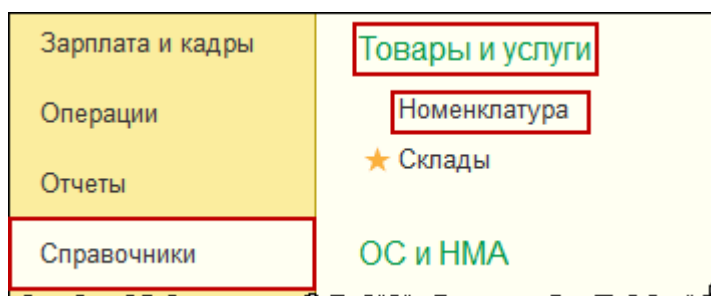 Зарплата и кадры
Операции
Отчеты
Справочники
Товары и услуги
Номенклатура
Склады
ОС и НМА